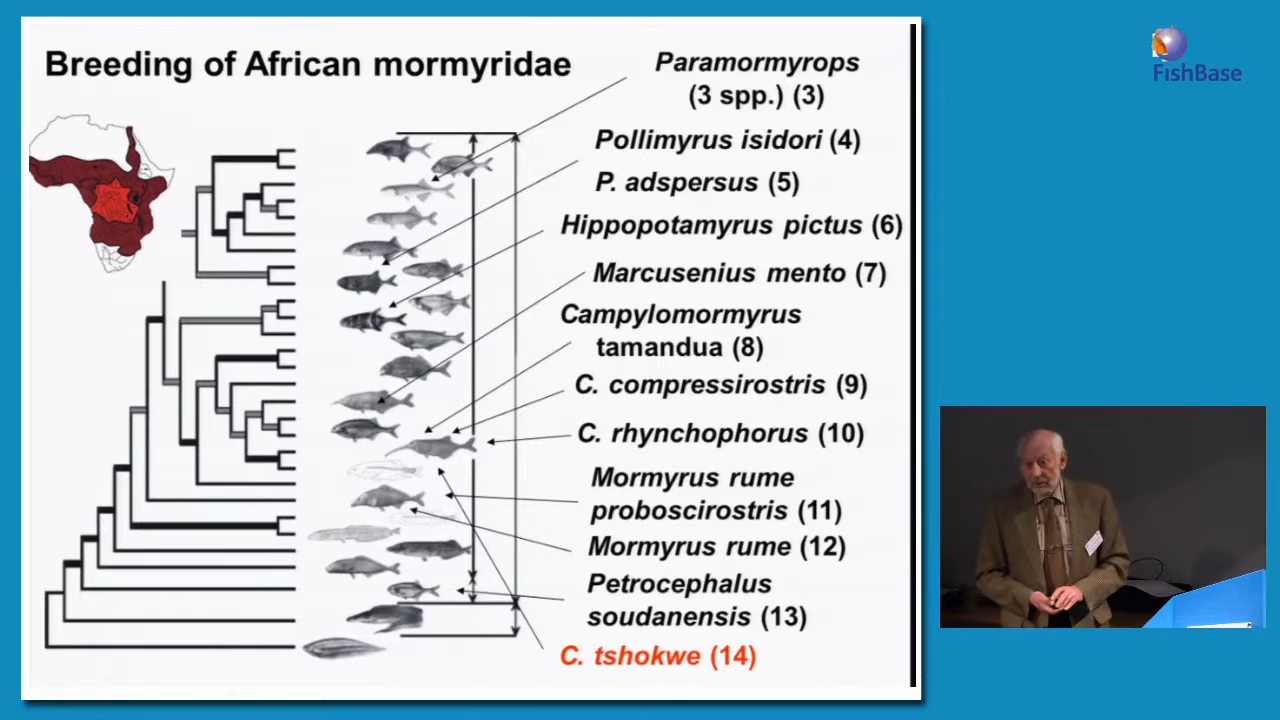 Breeding of African mormyridae
Paramormyrops
(3 spp.) (3)
Pollimyrus isidori (4)
P. adspersus (5)
Hippopotamyrus pictus (6)
Marcusenius mento (7)
Campylomormyrus
tamandua (8)
C. compressirostris (9)
C. rhynchophorus (10)
Mormyrus rume
proboscirostris (11)
Mormyrus rume (12)
Petrocephalus
soudanensis (13)
C. tshokwe (14)
FishBase